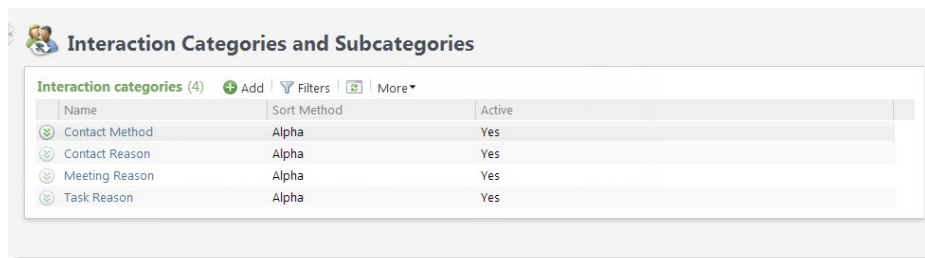 Interaction Categories and Subcategories
Interaction categories (4) Add Filters More
Name Sort Method Active
Contact Method Alpha Yes
Contact Reason Alpha Yes
Meeting Reason Alpha Yes
Task Reason Alpha Yes